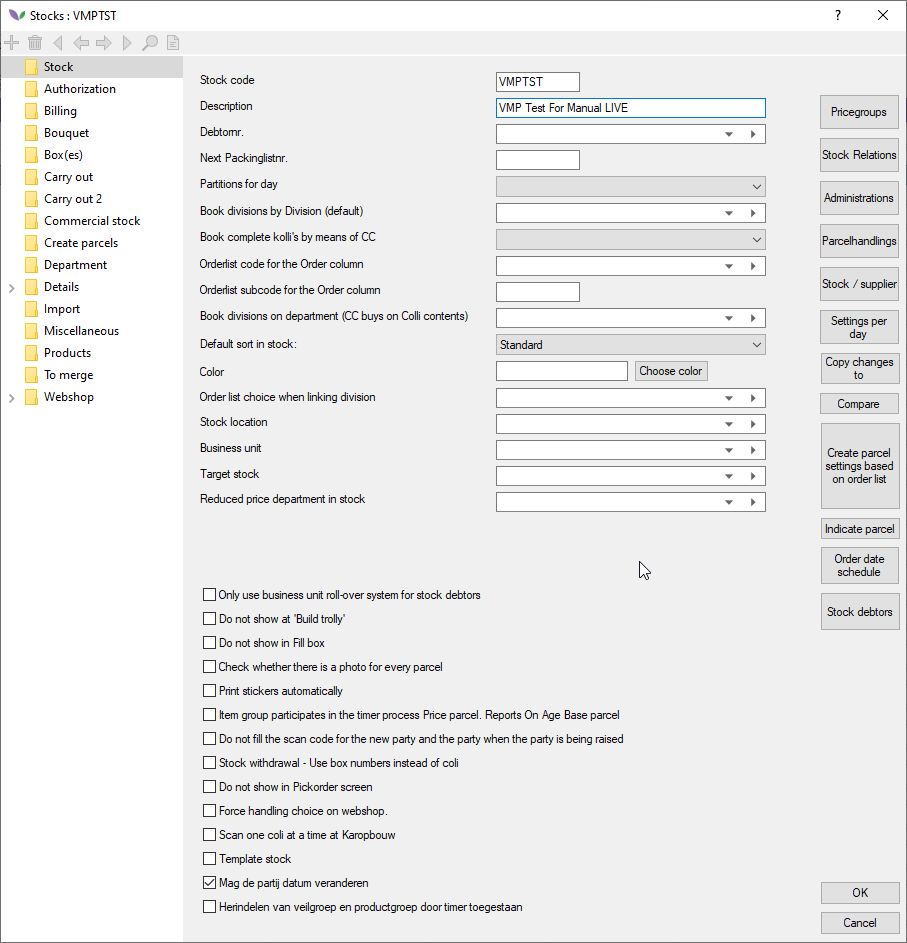 Stocks : VMPTST
?
Stock
Authorization
Billing
Bouquet
Box(es)
Carry out
Carry out 2
Commercial stock
Create parcels
Department
Details
Import
Miscellaneous
Products
To merge
Webshop
Stock code
VMPTST
Description
VMP Test For Manual LIVE
Debtornr.
Next Packinglistnr.
Partitions for day
Book divisions by Division (default)
Book complete kolli's by means of CC
Orderlist code for the Order column
Orderlist subcode for the Order column
Book divisions on department (CC buys on Colli contents)
Default sort in stock:
Standard
Color
Choose color
Order list choice when linking division
Stock location
Business unit
Target stock
Reduced price department in stock
Only use business unit roll-over system for stock debtors
Do not show at 'Build trolly'
Do not show in Fill box
Check whether there is a photo for every parcel
Print stickers automatically
Item group participates in the timer process Price parcel. Reports On Age Base parcel
Do not fill the scan code for the new party and the party when the party is being raised
Stock withdrawal - Use box numbers instead of coli
Do not show in Pickorder screen
Force handling choice on webshop.
Scan one coli at a time at Karopbouw
Template stock
Mag de partij datum veranderen
Herindelen van veilgroep en productgroep door timer toegestaan
Pricegroups
Stock Relations
Administrations
Parcelhandlings
Stock / supplier
Settings per
day
Copy changes
to
Compare
Create parcel
settings based
on order list
Indicate parcel
Order date
schedule
Stock debtors
OK
Cancel